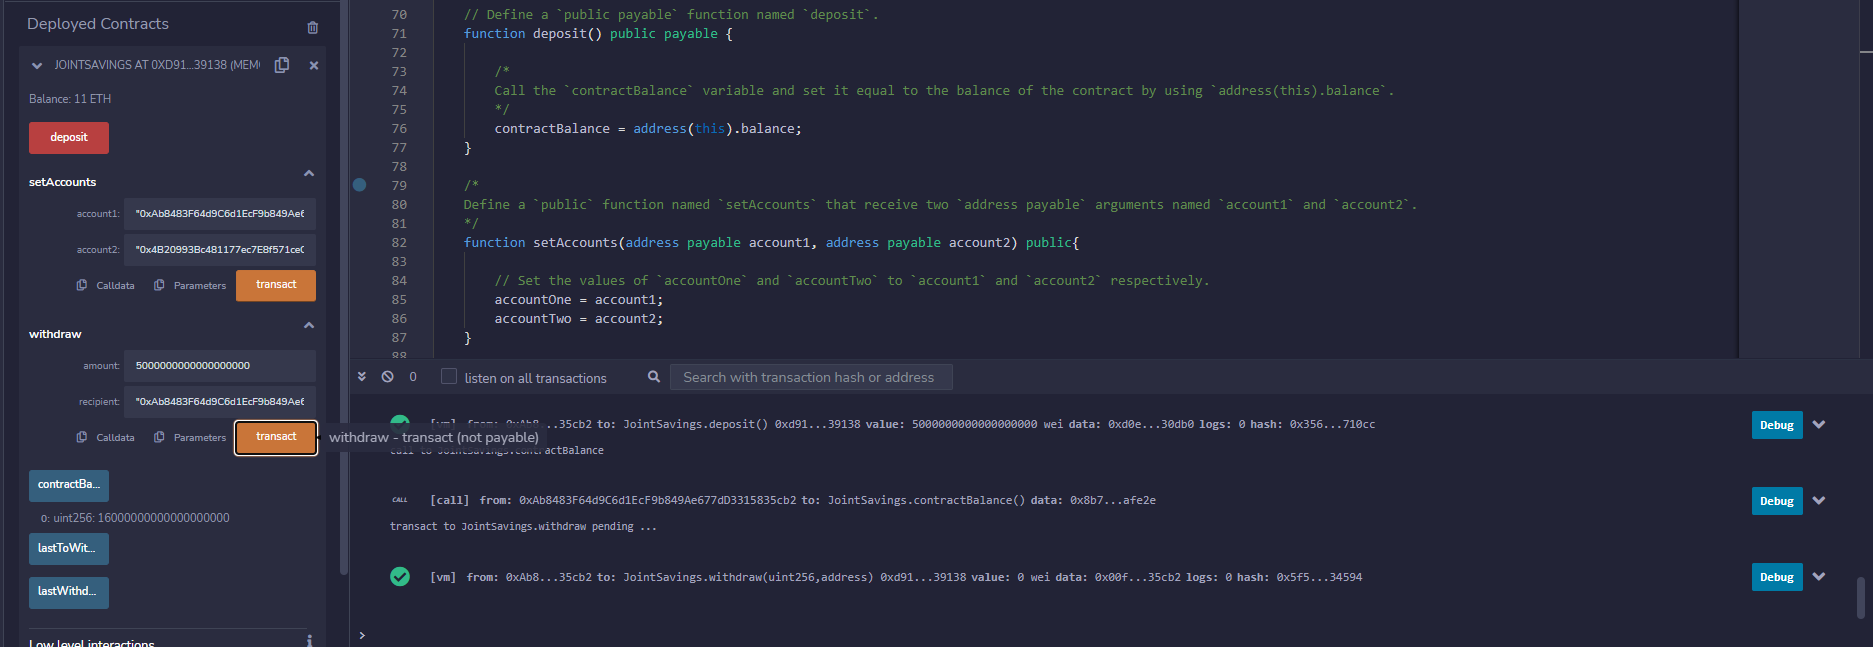 Deployed Contracts
JOINTSAVINGS AT 0XD91...39138 (MEM
Balance: 11 ETH
deposit
setAccounts
account1: "0xAb8483F64d9C6d1EcF9b849Ae6
account2: "0x4B20993Bc481177ec7E8f571ceC
Calldata Parameters transact
withdraw
amount: 5000000000000000000
recipient: "0xAb8483F64d9C6d1EcF9b849Ae6
Calldata Parameters transact
withdraw - transact (not payable)
contractBa...
0: uint256: 16000000000000000000
lastToWit...
lastWithd...
Low level interactions
70 // Define a `public payable` function named `deposit`.
71 function deposit() public payable {
72
73 /*
74 Call the `contractBalance` variable and set it equal to the balance of the contract by using `address(this).balance`.
75 */
76 contractBalance = address(this).balance;
77 }
78
79 /*
80 Define a `public` function named `setAccounts` that receive two `address payable` arguments named `account1` and `account2`.
81 */
82 function setAccounts(address payable account1, address payable account2) public{
83
84 // Set the values of `accountOne` and `accountTwo` to `account1` and `account2` respectively.
85 accountOne = account1;
86 accountTwo = account2;
87 }
88
0 listen on all transactions Search with transaction hash or address
[vm] from: 0xAb8...35cb2 to: JointSavings.deposit() 0xd91...39138 value: 5000000000000000000 wei data: 0xd0e...30db0 logs: 0 hash: 0x356...710cc Debug
call to JointSavings.contractBalance
CALL [call] from: 0xAb8483F64d9C6d1EcF9b849Ae677dD3315835cb2 to: JointSavings.contractBalance() data: 0x8b7...afe2e Debug
transact to JointSavings.withdraw pending ...
[vm] from: 0xAb8...35cb2 to: JointSavings.withdraw(uint256,address) 0xd91...39138 value: 0 wei data: 0x00f...35cb2 logs: 0 hash: 0x5f5...34594 Debug
>